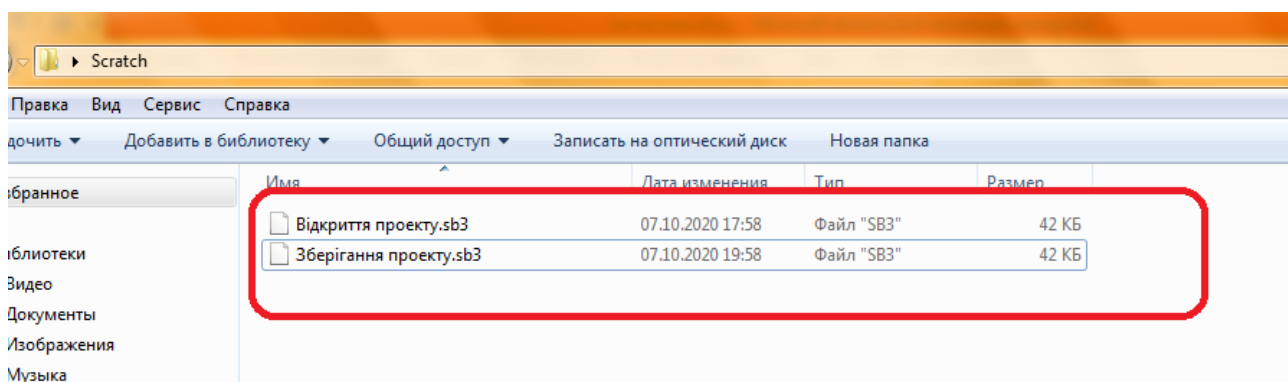 Scratch
Правка Вид Сервис Справка
Добавить в библиотеку Общий доступ Записать на оптический диск Новая папка
Имя Дата изменения Тип Размер
Відкриття проекту.sb3 07.10.2020 17:58 Файл "SB3" 42 КБ
Зберігання проекту.sb3 07.10.2020 19:58 Файл "SB3" 42 КБ
збранное
иблиотеки
Видео
Документы
Изображения
Музыка